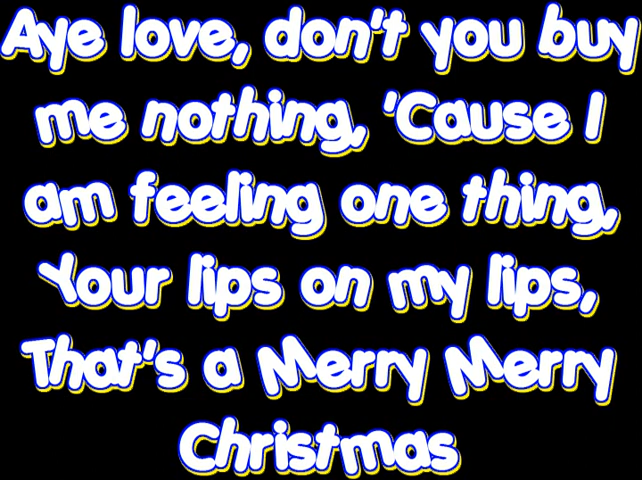 Aye love, don't you buy
me nothing, 'Cause I
am feeling one thing,
Your lips on my lips,
That's a Merry Merry
Christmas